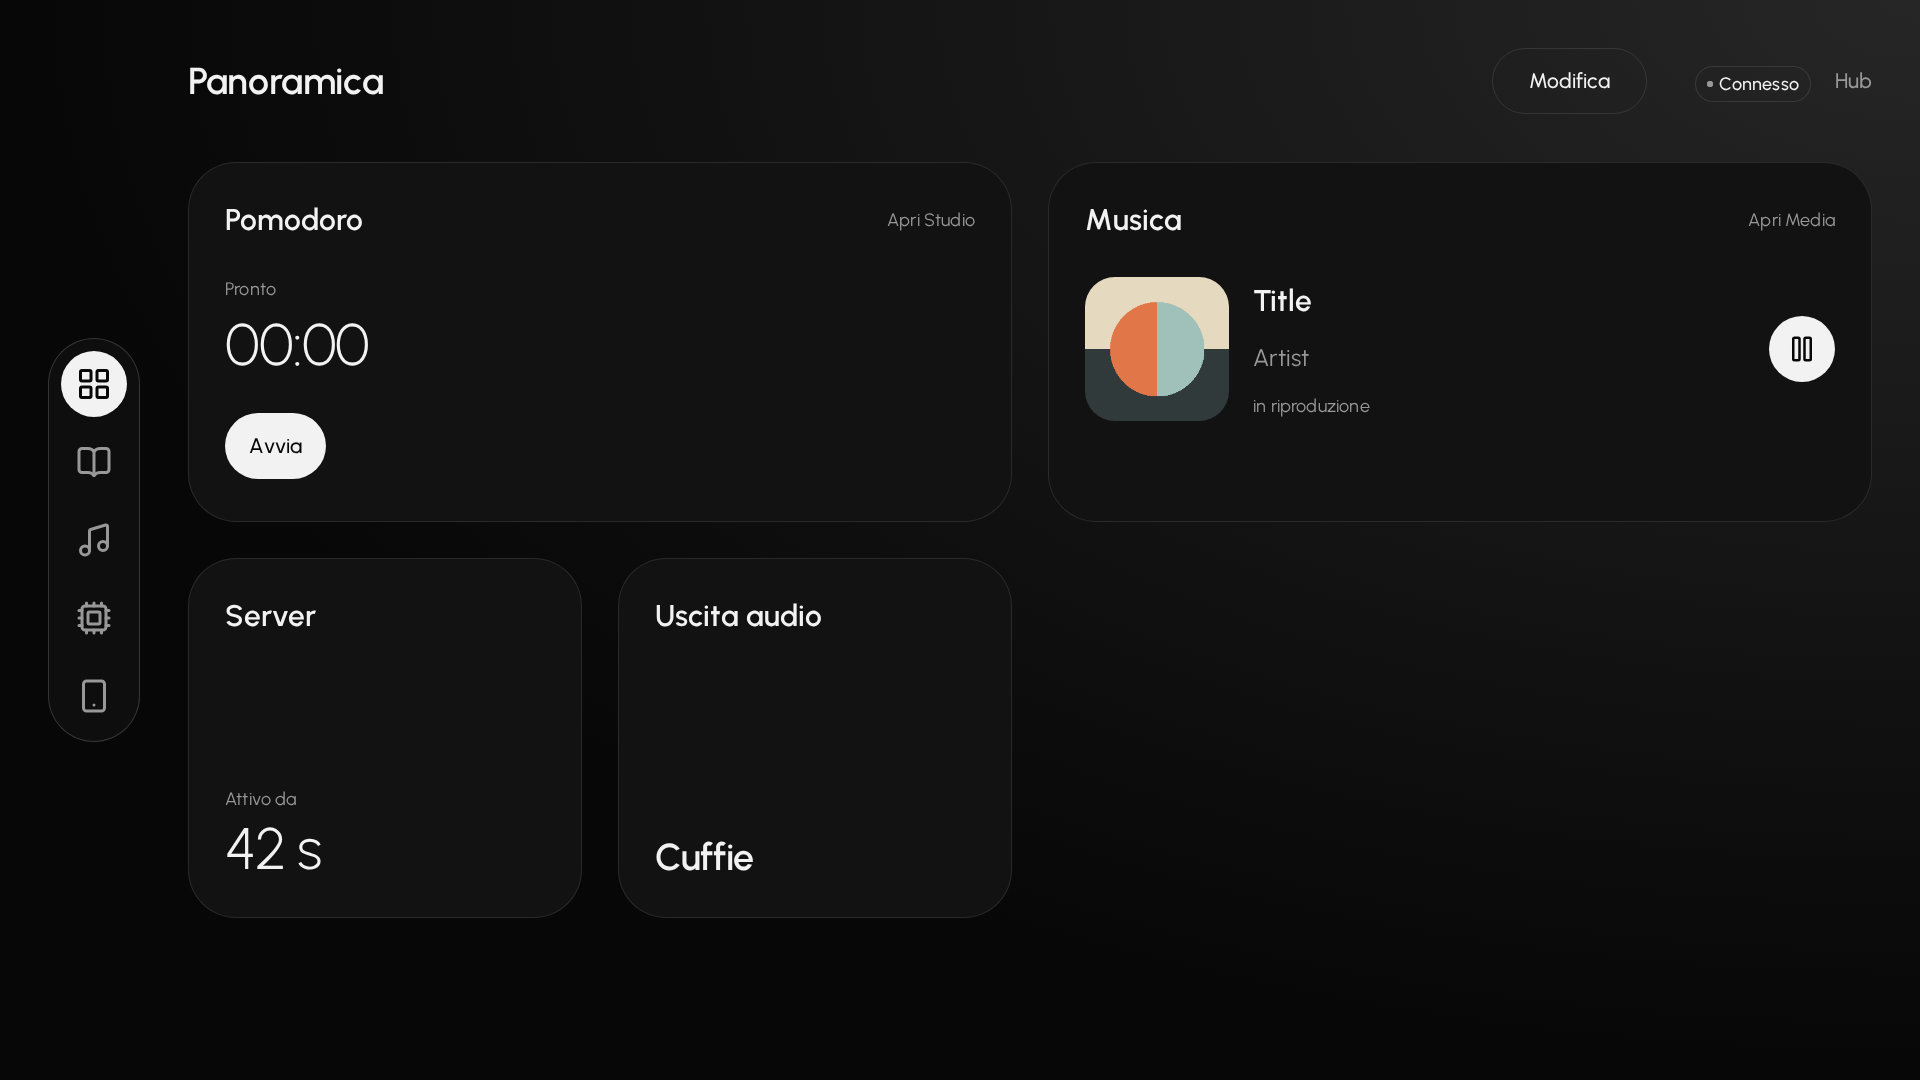 Panoramica
Modifica
Connesso
Hub
Pomodoro
Apri Studio
Pronto
00:00
Avvia
Musica
Apri Media
Title
Artist
in riproduzione
Server
Attivo da
42 s
Uscita audio
Cuffie